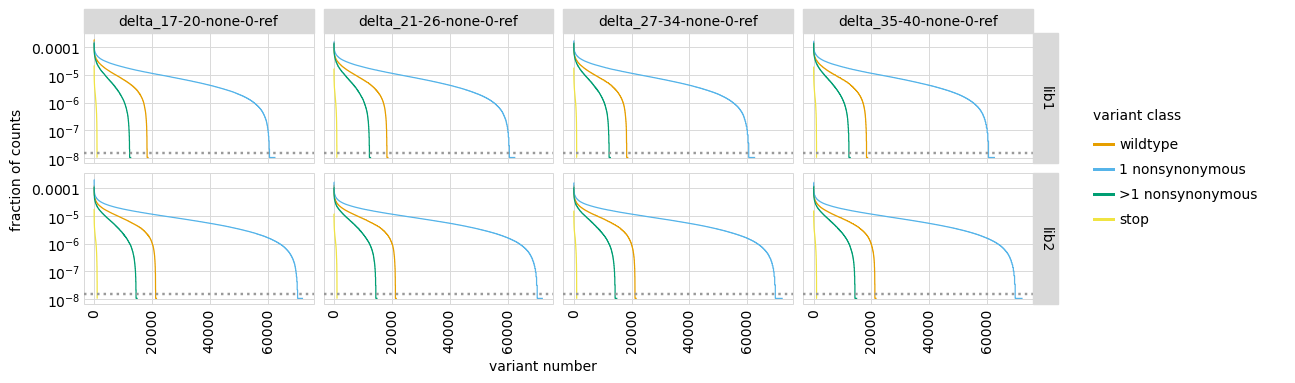 delta_17-20-none-0-ref delta_21-26-none-0-ref delta_27-34-none-0-ref delta_35-40-none-0-ref
0.0001
10⁻⁵
10⁻⁶
10⁻⁷
10⁻⁸
lib1
0.0001
10⁻⁵
10⁻⁶
10⁻⁷
10⁻⁸
lib2
fraction of counts
0 20000 40000 60000 0 20000 40000 60000 0 20000 40000 60000 0 20000 40000 60000
variant number
variant class
wildtype
1 nonsynonymous
>1 nonsynonymous
stop